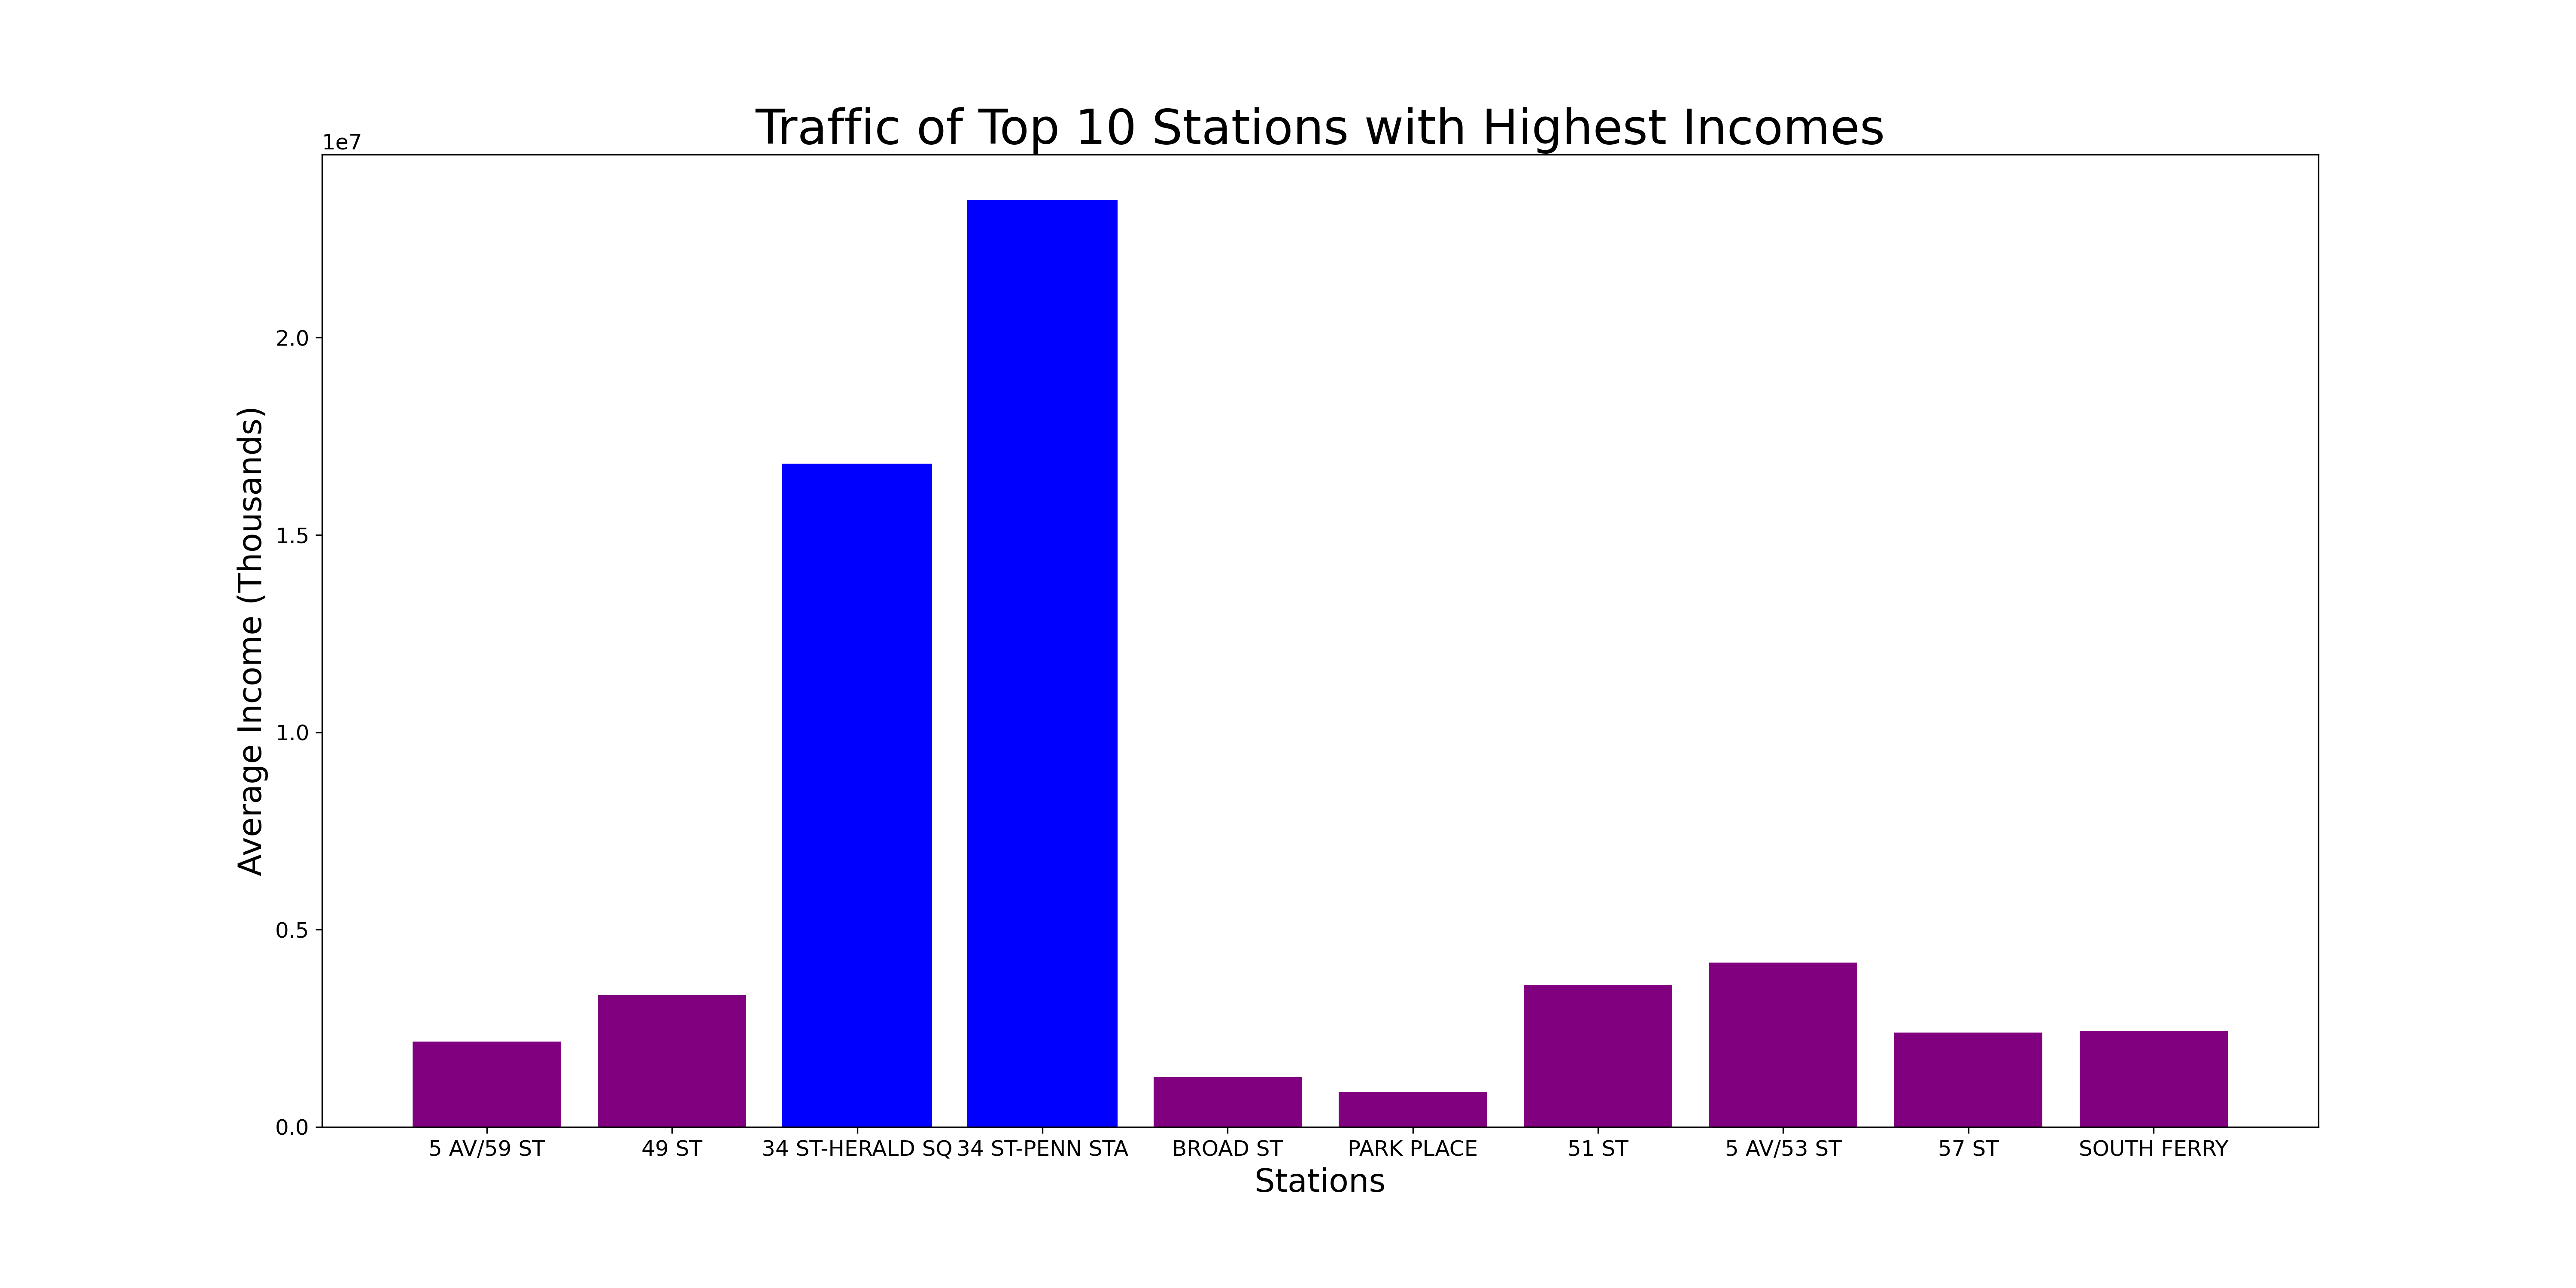 Traffic of Top 10 Stations with Highest Incomes
1e7
2.0
1.5
1.0
0.5
0.0
Average Income (Thousands)
5 AV/59 ST
49 ST
34 ST-HERALD SQ
34 ST-PENN STA
BROAD ST
PARK PLACE
51 ST
5 AV/53 ST
57 ST
SOUTH FERRY
Stations